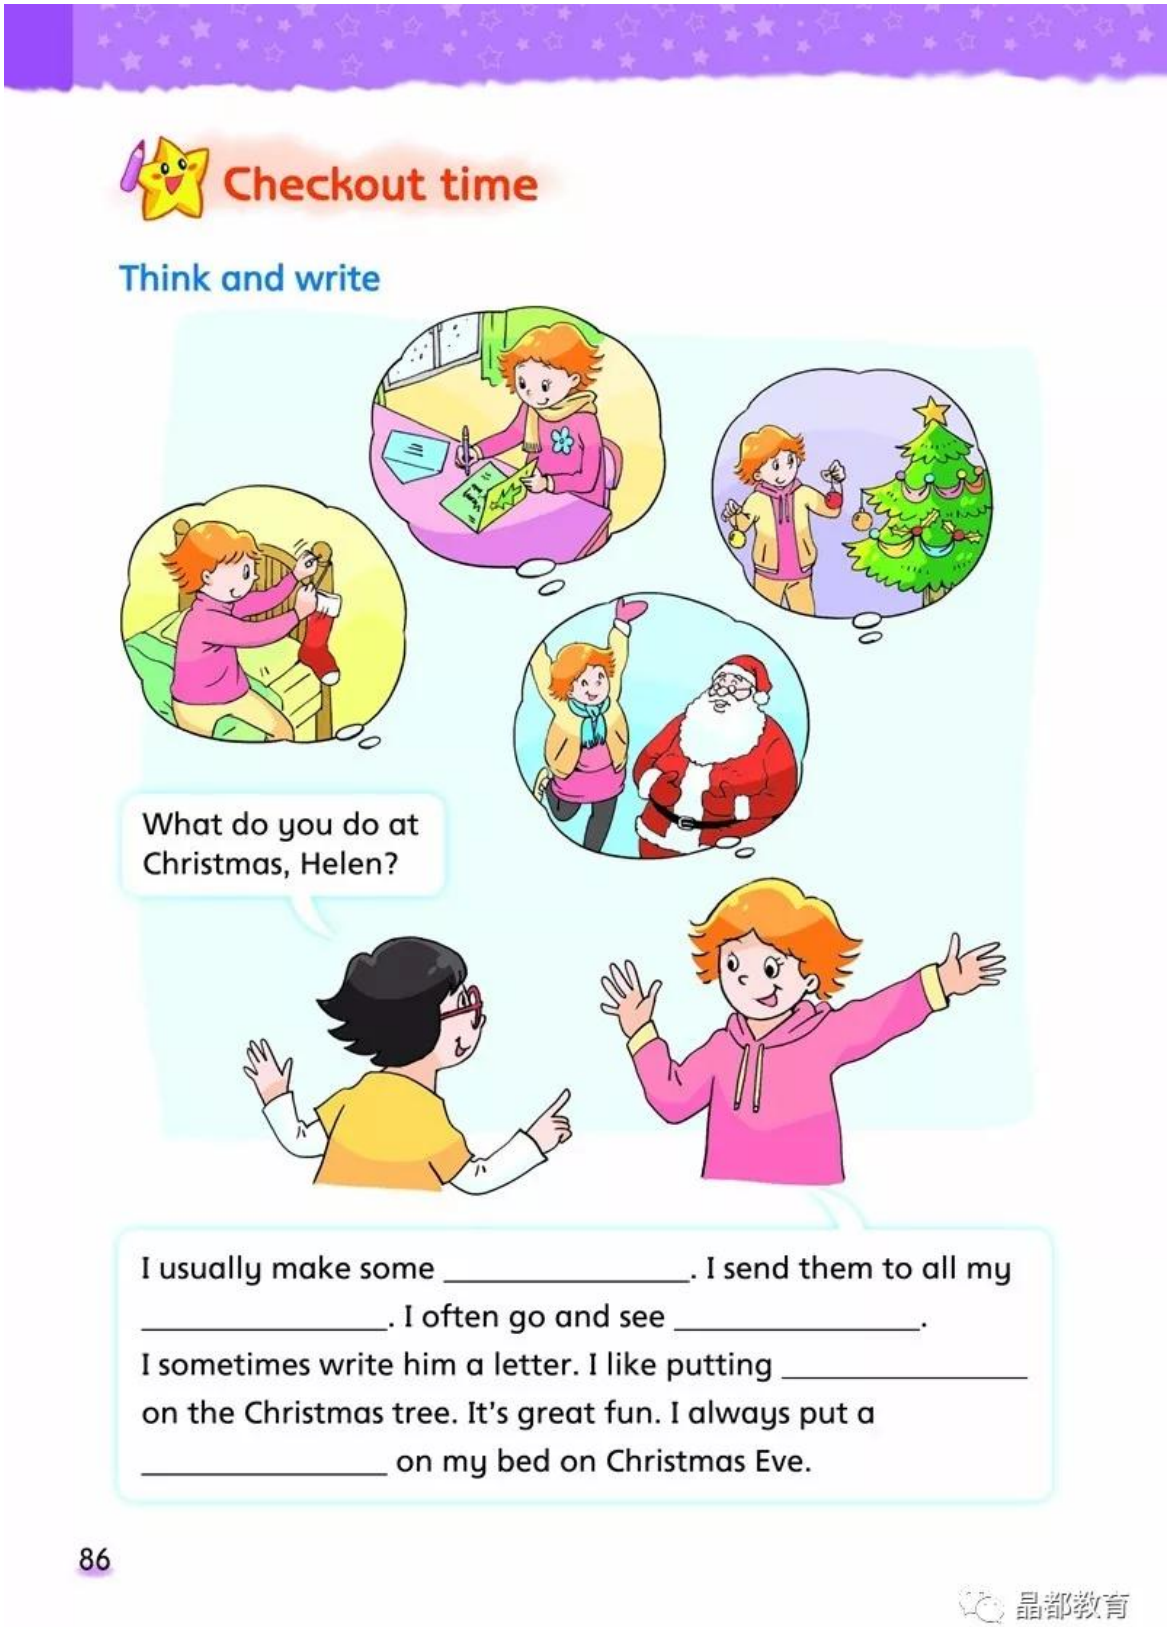 Checkout time
Think and write
What do you do at
Christmas, Helen?
I usually make some ______________. I send them to all my
______________. I often go and see ______________.
I sometimes write him a letter. I like putting ______________
on the Christmas tree. It's great fun. I always put a
______________ on my bed on Christmas Eve.
86
晶都教育